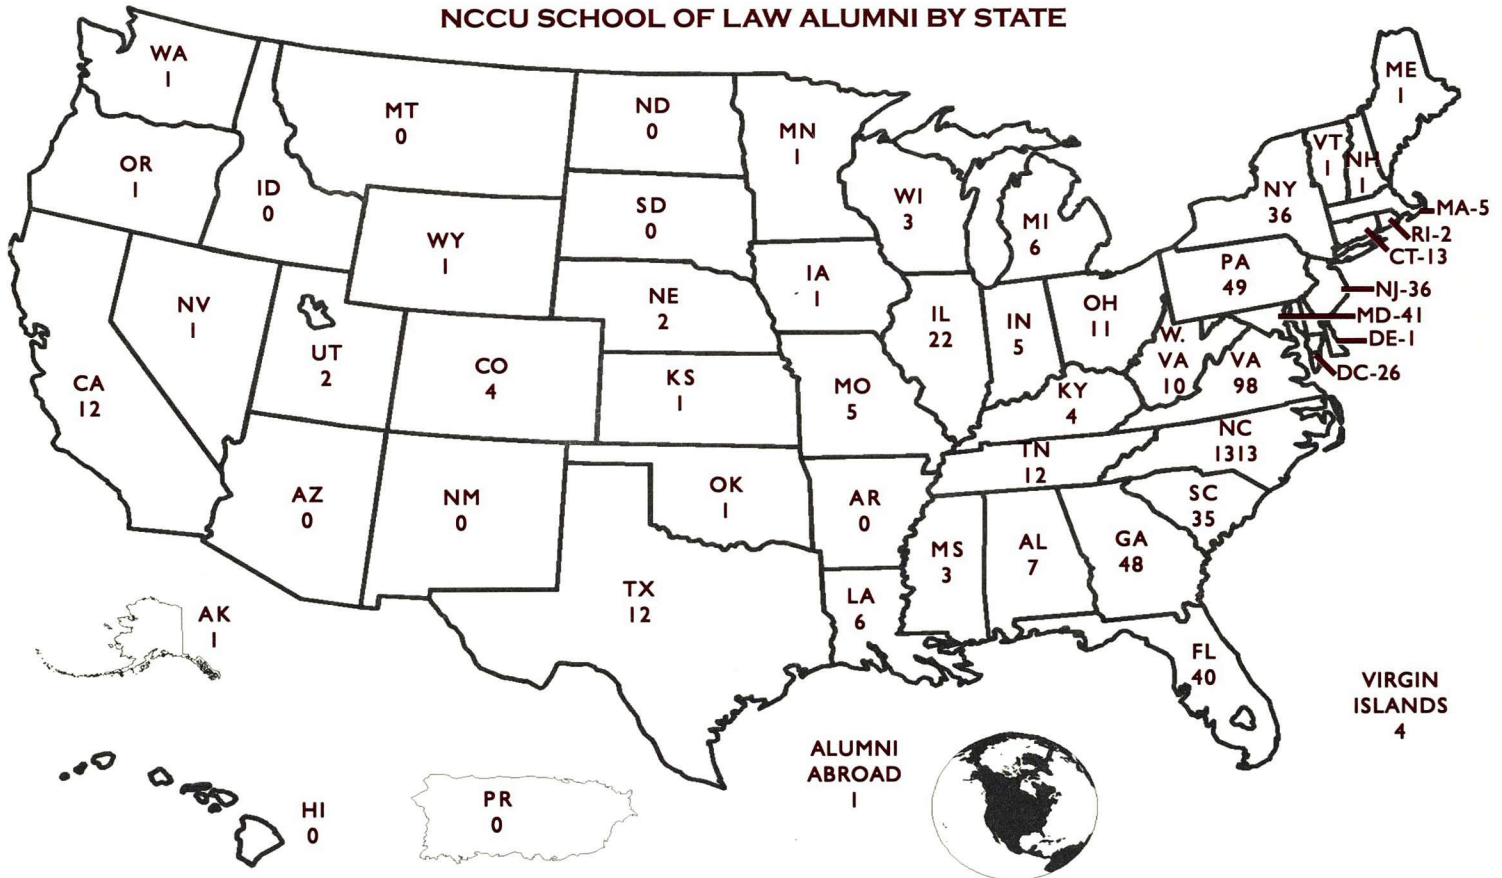 NCCU SCHOOL OF LAW ALUMNI BY STATE
WA
1
MT
0
ND
0
MN
1
ME
1
OR
1
ID
0
WY
1
SD
0
WI
3
MI
6
VT
1
NH
1
NY
36
MA-5
RI-2
CT-13
NJ-36
MD-41
DE-1
DC-26
PA
49
CA
12
NV
1
UT
2
CO
4
NE
2
KS
1
IA
1
MO
5
IL
22
IN
5
OH
11
W.
VA
10
VA
98
KY
4
TN
12
NC
1313
SC
35
AZ
0
NM
0
OK
1
AR
0
TX
12
LA
6
MS
3
AL
7
GA
48
FL
40
AK
1
HI
0
PR
0
ALUMNI
ABROAD
1
VIRGIN
ISLANDS
4